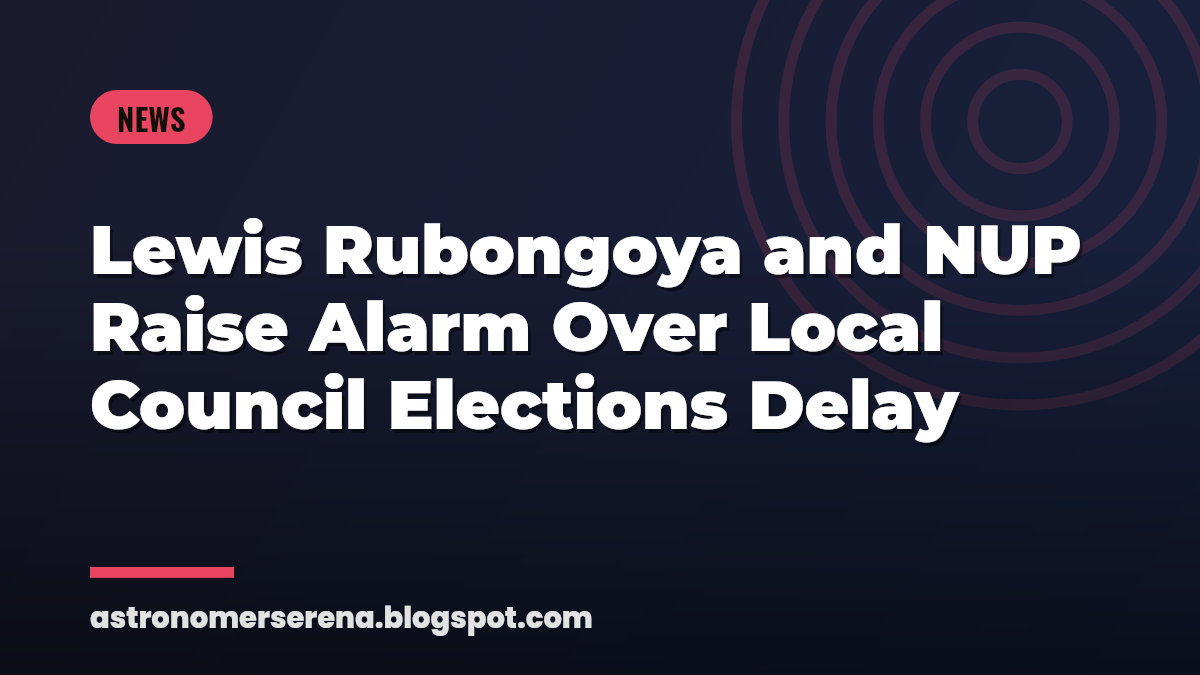 NEWS
Lewis Rubongoya and NUP
Raise Alarm Over Local
Council Elections Delay
astronomerserena.blogspot.com